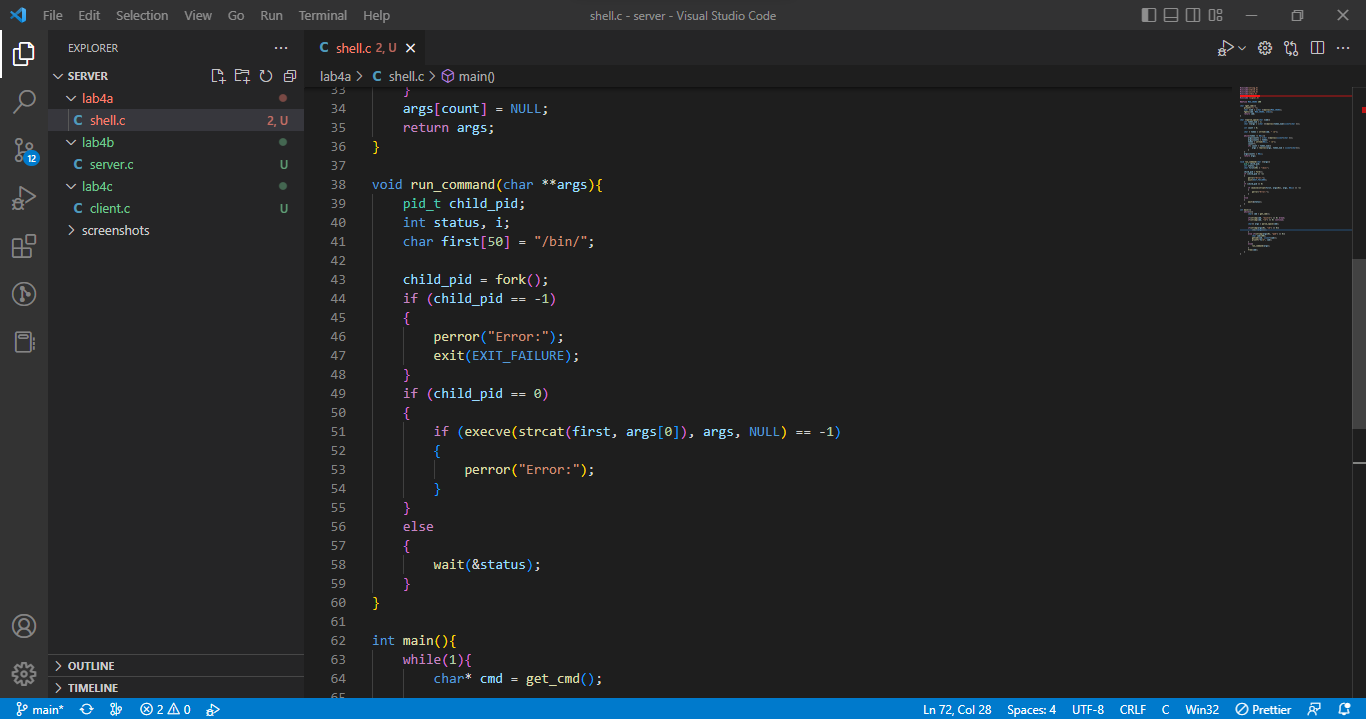 File Edit Selection View Go Run Terminal Help shell.c - server - Visual Studio Code
EXPLORER
SERVER
lab4a
C shell.c 2, U
lab4b
C server.c U
lab4c
C client.c U
screenshots
OUTLINE
TIMELINE
12
C shell.c 2, U
lab4a > C shell.c > main()
33 }
34 args[count] = NULL;
35 return args;
36 }
37
38 void run_command(char **args){
39 pid_t child_pid;
40 int status, i;
41 char first[50] = "/bin/";
42
43 child_pid = fork();
44 if (child_pid == -1)
45 {
46 perror("Error:");
47 exit(EXIT_FAILURE);
48 }
49 if (child_pid == 0)
50 {
51 if (execve(strcat(first, args[0]), args, NULL) == -1)
52 {
53 perror("Error:");
54 }
55 }
56 else
57 {
58 wait(&status);
59 }
60 }
61
62 int main(){
63 while(1){
64 char* cmd = get_cmd();
65
main* 2 0 Ln 72, Col 28 Spaces: 4 UTF-8 CRLF C Win32 Prettier